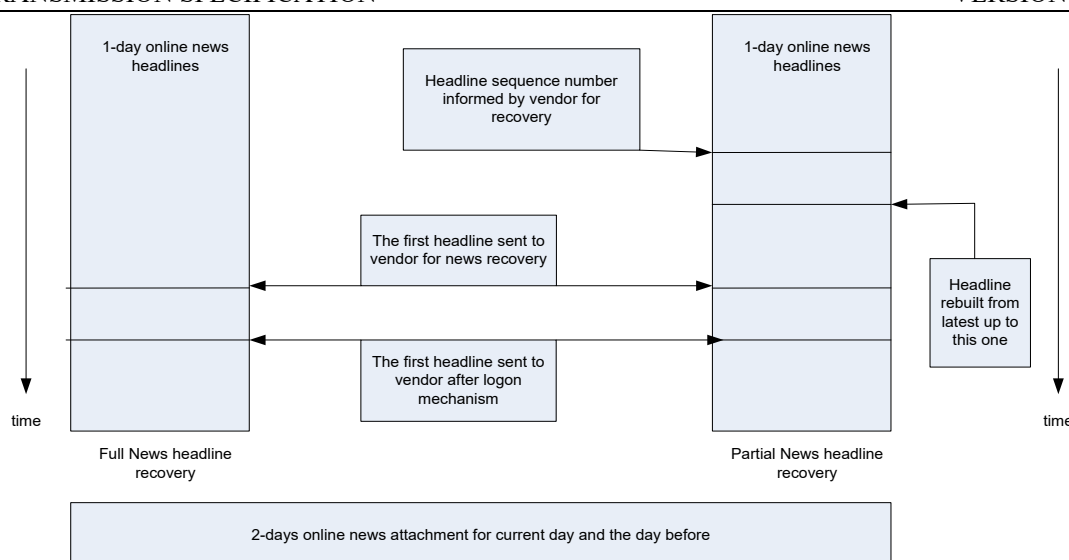 1-day online news
headlines
Headline sequence number
informed by vendor for
recovery
1-day online news
headlines
The first headline sent to
vendor for news recovery
Headline
rebuilt from
latest up to
this one
The first headline sent to
vendor after logon
mechanism
time
time
Full News headline
recovery
Partial News headline
recovery
2-days online news attachment for current day and the day before